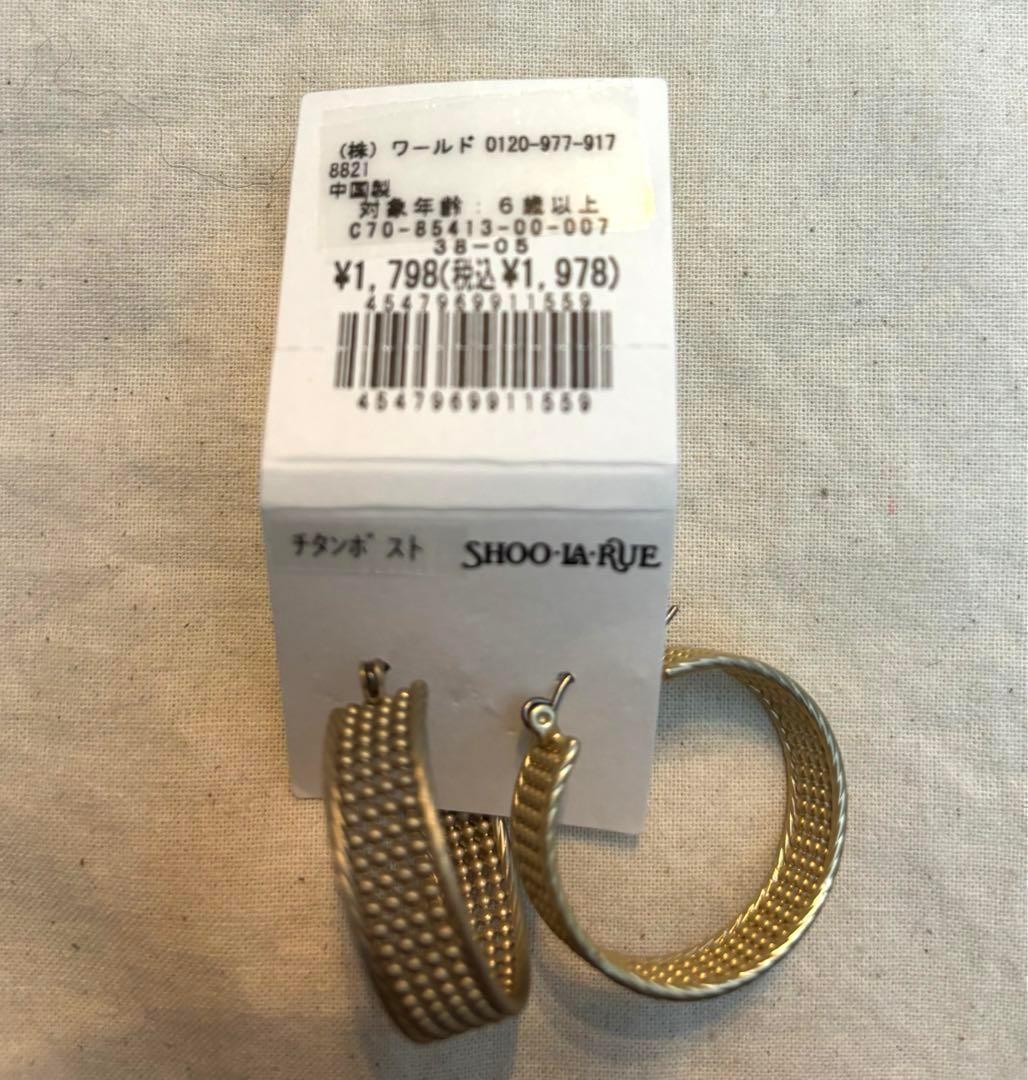 (株) ワールド 0120-977-917
8821
中国製
対象年齢：6歳以上
C70-85413-00-007
38-05
¥1,798(税込¥1,978)
4547969911559
4547969911559
チタンポスト SHOO·LA·RUE